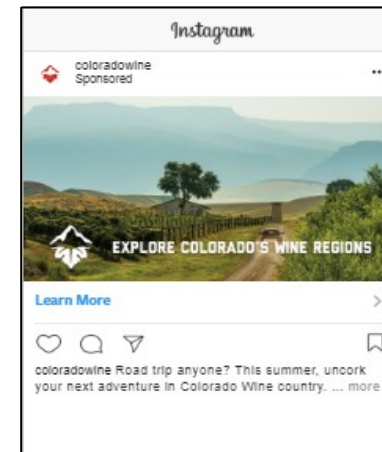 Instagram
coloradowine
Sponsored
EXPLORE COLORADO'S WINE REGIONS
Learn More
coloradowine Road trip anyone? This summer, uncork
your next adventure in Colorado Wine country. ... more